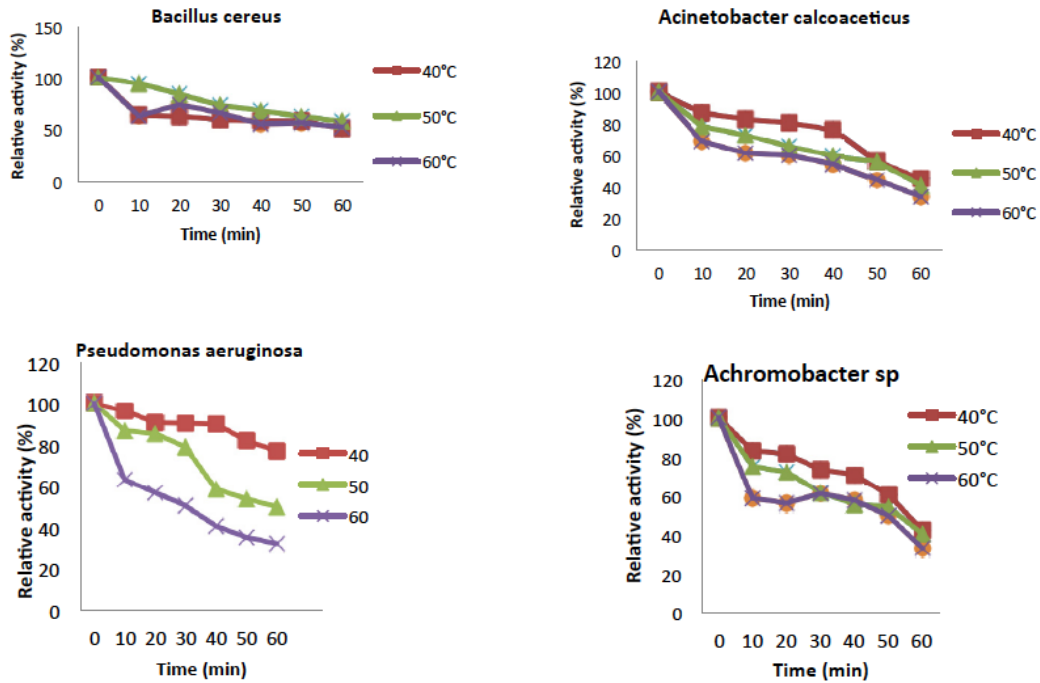 Bacillus cereus
Relative activity (%)
150
100
50
0
0 10 20 30 40 50 60
Time (min)
40°C
50°C
60°C
Acinetobacter calcoaceticus
Relative activity (%)
120
100
80
60
40
20
0
0 10 20 30 40 50 60
Time (min)
40°C
50°C
60°C
Pseudomonas aeruginosa
Relative activity (%)
120
100
80
60
40
20
0
0 10 20 30 40 50 60
Time (min)
40
50
60
Achromobacter sp
Relative activity (%)
120
100
80
60
40
20
0
0 10 20 30 40 50 60
Time (min)
40°C
50°C
60°C